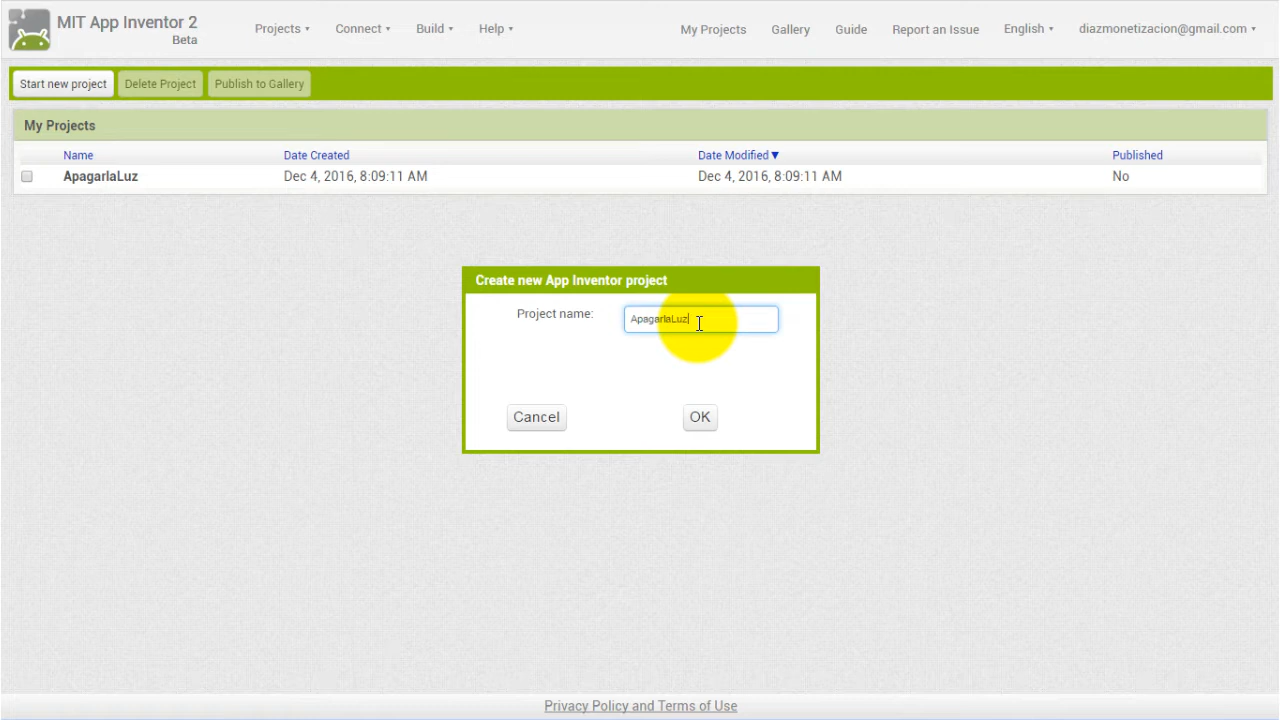 MIT App Inventor 2
Beta
Projects Connect Build Help My Projects Gallery Guide Report an Issue English diazmonetizacion@gmail.com
Start new project Delete Project Publish to Gallery
My Projects
Name Date Created Date Modified Published
ApagarlaLuz Dec 4, 2016, 8:09:11 AM Dec 4, 2016, 8:09:11 AM No
Create new App Inventor project
Project name: ApagarlaLuz
Cancel OK
Privacy Policy and Terms of Use